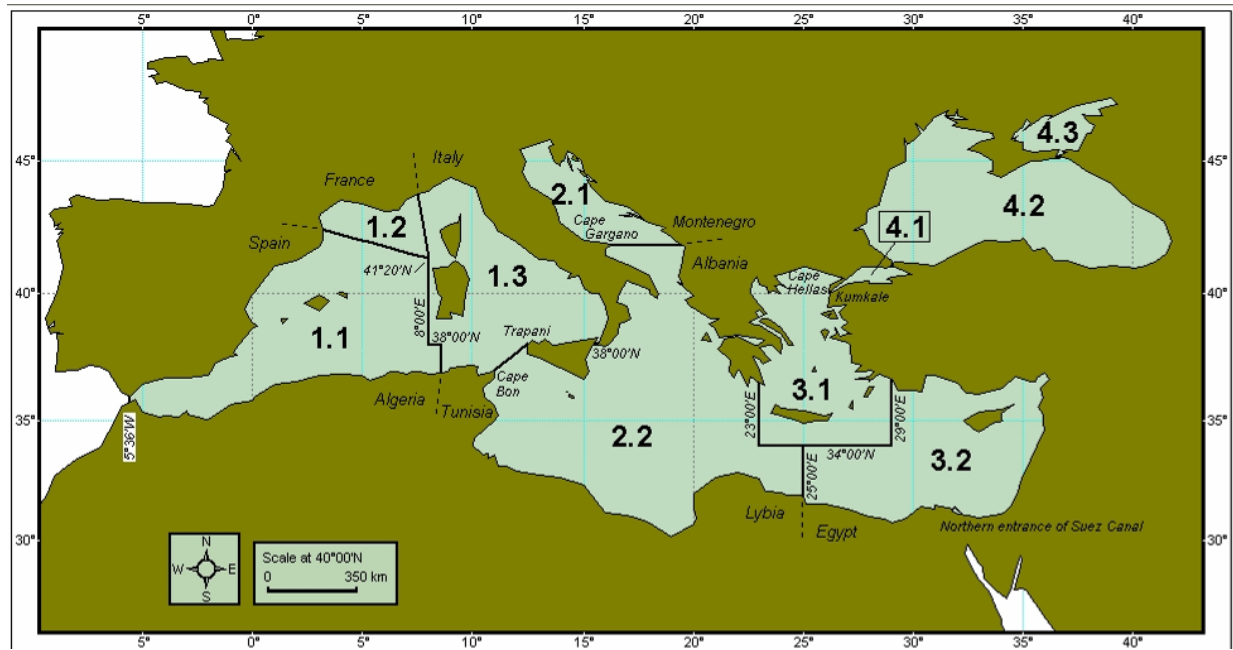 5° 0° 5° 10° 15° 20° 25° 30° 35° 40°
45° 45°
4.3
Italy
France
2.1
1.2
Cape
Gargano
Montenegro
4.2
4.1
Spain
41°20'N
Albania
1.3
Cape
Hellas
Kumkale
40° 40°
8°00'E
1.1
38°00'N
Trapani
38°00'N
Cape
Bon
3.1
Algeria
Tunisia
35° 35°
5°36'W
23°00'E
29°00'E
2.2
34°00'N
3.2
25°00'E
Lybia
Egypt
Northern entrance of Suez Canal
30° 30°
N
W E
S
Scale at 40°00'N
0 350 km
5° 0° 5° 10° 15° 20° 25° 30° 35° 40°